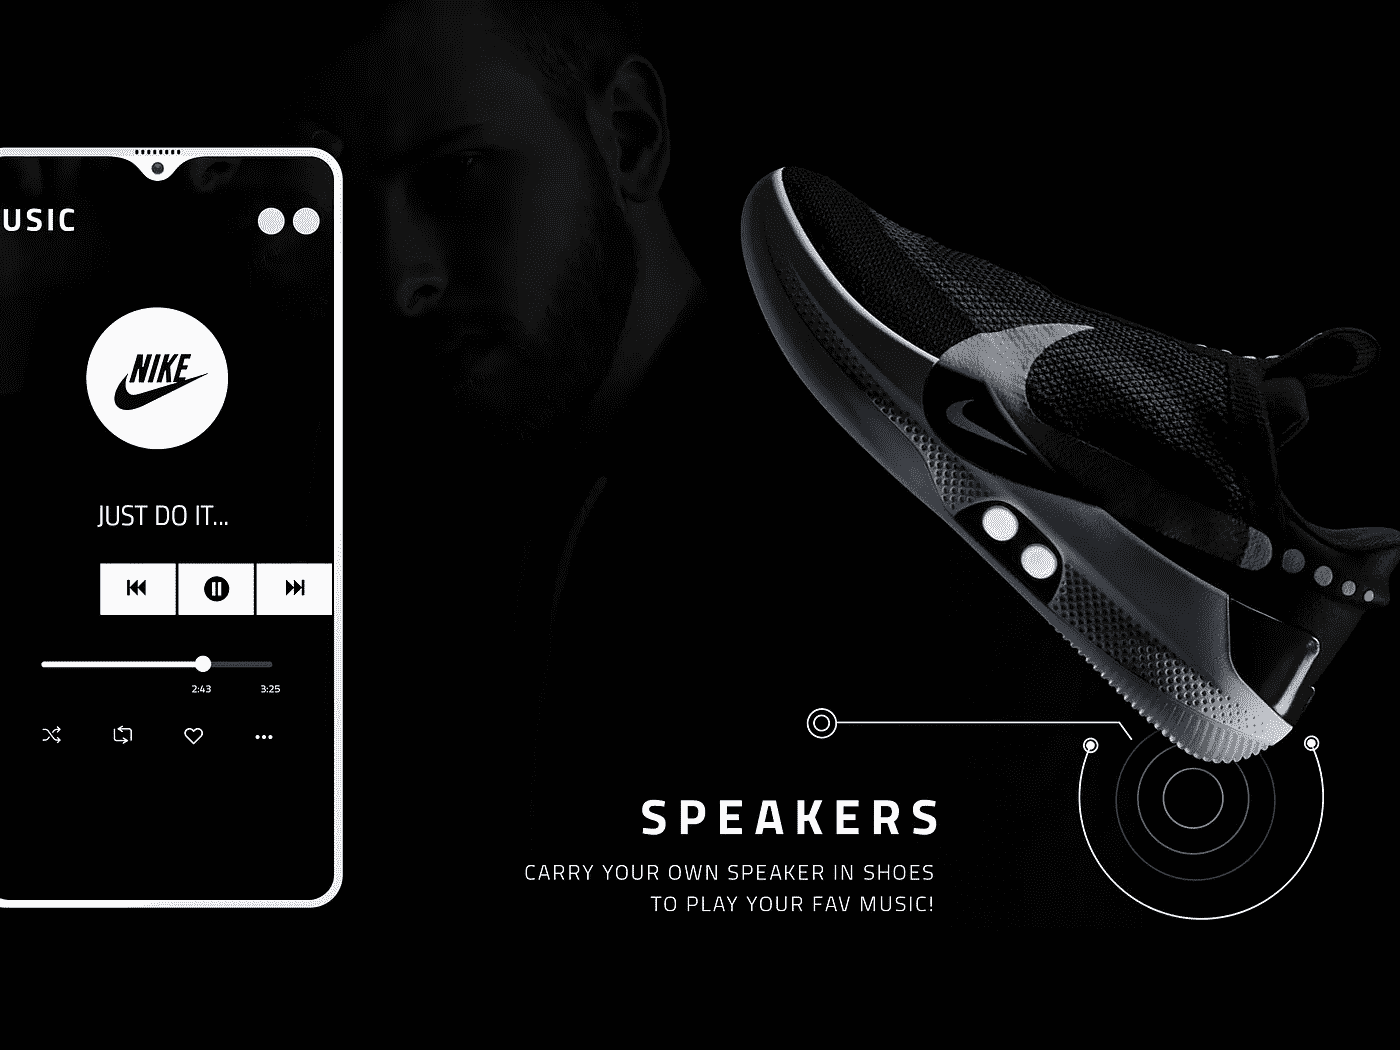 USIC
NIKE
JUST DO IT...
2:43 3:25
SPEAKERS
CARRY YOUR OWN SPEAKER IN SHOES
TO PLAY YOUR FAV MUSIC!